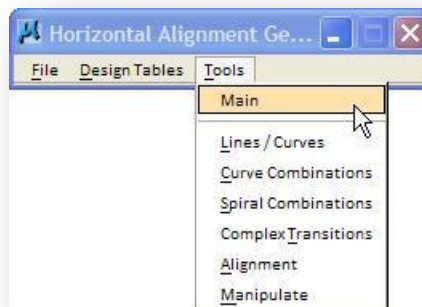 Horizontal Alignment Ge...
File Design Tables Tools
Main
Lines / Curves
Curve Combinations
Spiral Combinations
Complex Transitions
Alignment
Manipulate